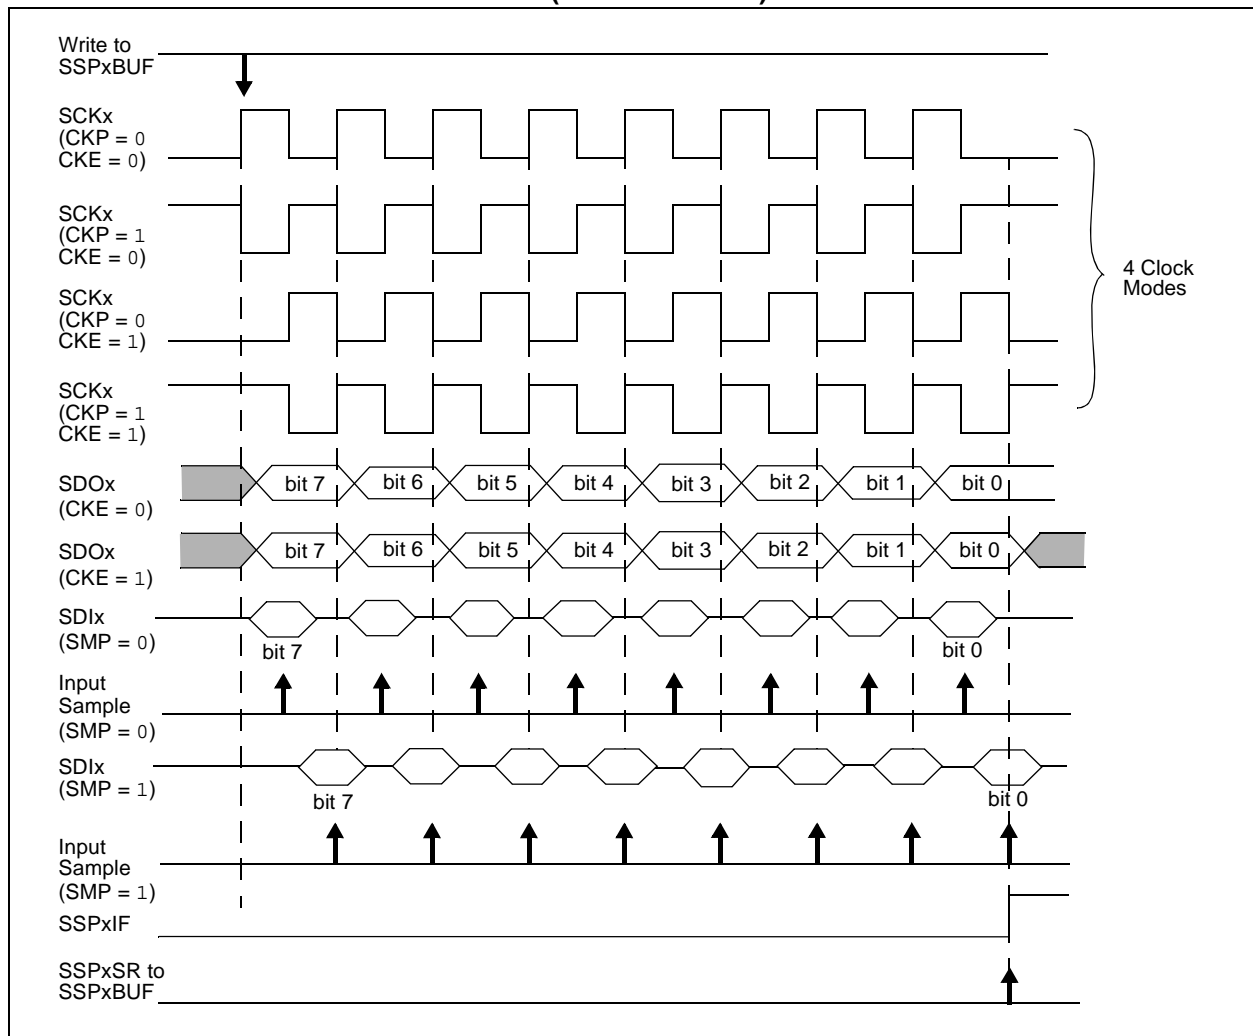 Write to
SSPxBUF
SCKx
(CKP = 0
CKE = 0)
SCKx
(CKP = 1
CKE = 0)
SCKx
(CKP = 0
CKE = 1)
SCKx
(CKP = 1
CKE = 1)
4 Clock
Modes
SDOx
(CKE = 0)
bit 7 bit 6 bit 5 bit 4 bit 3 bit 2 bit 1 bit 0
SDOx
(CKE = 1)
bit 7 bit 6 bit 5 bit 4 bit 3 bit 2 bit 1 bit 0
SDIx
(SMP = 0)
bit 7 bit 0
Input
Sample
(SMP = 0)
SDIx
(SMP = 1)
bit 7 bit 0
Input
Sample
(SMP = 1)
SSPxIF
SSPxSR to
SSPxBUF